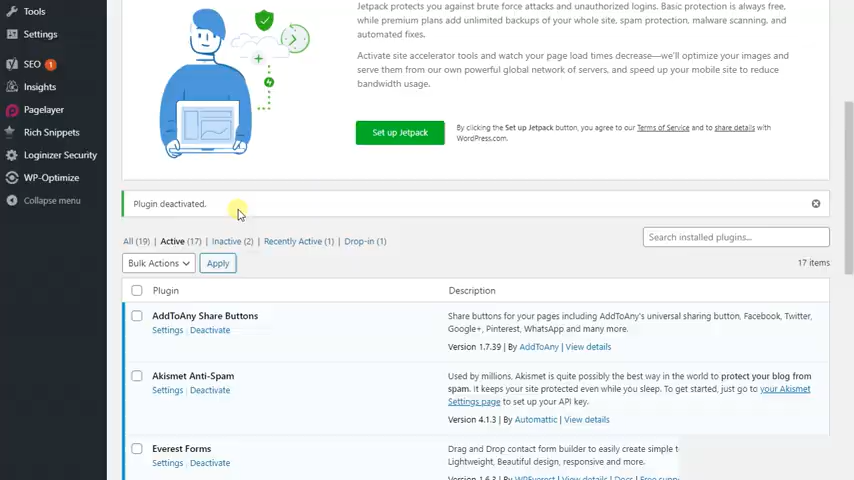 Tools
Settings
SEO 1
Insights
Pagelayer
Rich Snippets
Loginizer Security
WP-Optimize
Collapse menu
Jetpack protects you against brute force attacks and unauthorized logins. Basic protection is always free,
while premium plans add unlimited backups of your whole site, spam protection, malware scanning, and
automated fixes.
Activate site accelerator tools and watch your page load times decrease—we'll optimize your images and
serve them from our own powerful global network of servers, and speed up your mobile site to reduce
bandwidth usage.
Set up Jetpack
By clicking the Set up Jetpack button, you agree to our Terms of Service and to share details with
WordPress.com.
Plugin deactivated.
All (19) | Active (17) | Inactive (2) | Recently Active (1) | Drop-in (1)
Search installed plugins...
Bulk Actions
Apply
17 items
Plugin
Description
AddToAny Share Buttons
Settings | Deactivate
Share buttons for your pages including AddToAny's universal sharing button, Facebook, Twitter,
Google+, Pinterest, WhatsApp and many more.
Version 1.7.39 | By AddToAny | View details
Akismet Anti-Spam
Settings | Deactivate
Used by millions, Akismet is quite possibly the best way in the world to protect your blog from
spam. It keeps your site protected even while you sleep. To get started, just go to your Akismet
Settings page to set up your API key.
Version 4.1.3 | By Automattic | View details
Everest Forms
Settings | Deactivate
Drag and Drop contact form builder to easily create simple t
Lightweight, Beautiful design, responsive and more.
Version 1.6.3 | By WPEverest | View details | Docs | Free supp